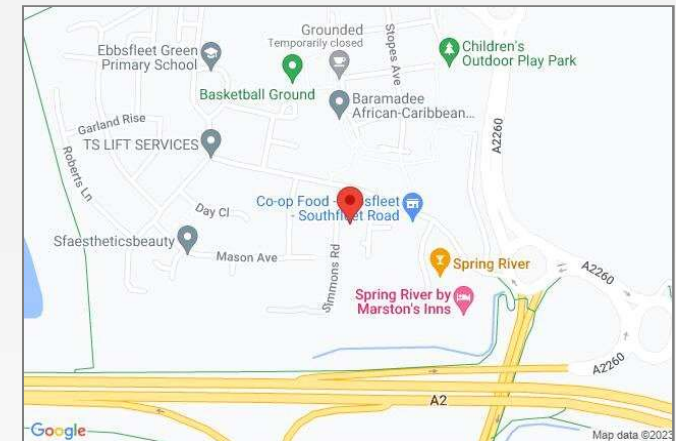 Grounded
Temporarily closed
Ebbsfleet Green
Primary School
Stopes Ave
Children's
Outdoor Play Park
Basketball Ground
Baramadee
African-Caribbean...
A2260
Garland Rise
TS LIFT SERVICES
Roberts Ln
Co-op Food - 
- Southfleet Road
Day Cl
Sfaestheticsbeauty
Mason Ave
Simmons Rd
Spring River
A2260
Spring River by
Marston's Inns
A2260
A2
Google
Map data ©2023